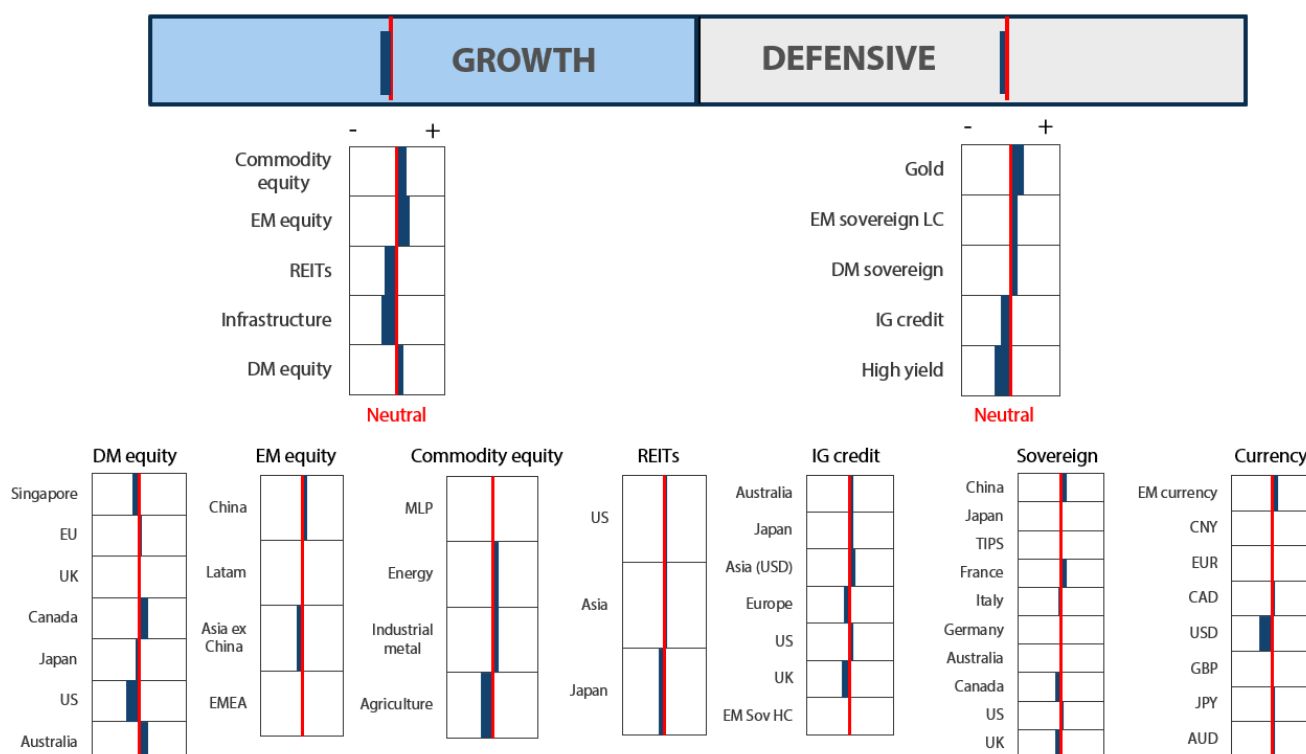 GROWTH
DEFENSIVE
- +
Commodity
equity
EM equity
REITs
Infrastructure
DM equity
Neutral
- +
Gold
EM sovereign LC
DM sovereign
IG credit
High yield
Neutral
DM equity
Singapore
EU
UK
Canada
Japan
US
Australia
EM equity
China
Latam
Asia ex
China
EMEA
Commodity equity
MLP
Energy
Industrial
metal
Agriculture
REITs
US
Asia
Japan
IG credit
Australia
Japan
Asia (USD)
Europe
US
UK
EM Sov HC
Sovereign
China
Japan
TIPS
France
Italy
Germany
Australia
Canada
US
UK
Currency
EM currency
CNY
EUR
CAD
USD
GBP
JPY
AUD